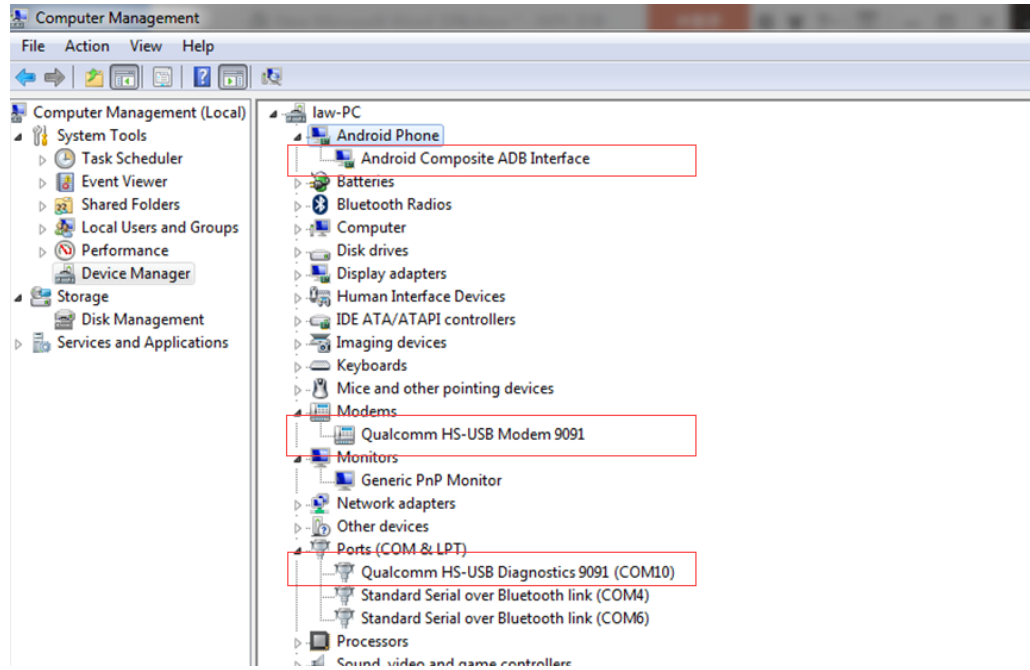 Computer Management
File Action View Help
Computer Management (Local)
System Tools
Task Scheduler
Event Viewer
Shared Folders
Local Users and Groups
Performance
Device Manager
Storage
Disk Management
Services and Applications
law-PC
Android Phone
Android Composite ADB Interface
Batteries
Bluetooth Radios
Computer
Disk drives
Display adapters
Human Interface Devices
IDE ATA/ATAPI controllers
Imaging devices
Keyboards
Mice and other pointing devices
Modems
Qualcomm HS-USB Modem 9091
Monitors
Generic PnP Monitor
Network adapters
Other devices
Ports (COM & LPT)
Qualcomm HS-USB Diagnostics 9091 (COM10)
Standard Serial over Bluetooth link (COM4)
Standard Serial over Bluetooth link (COM6)
Processors
Sound, video and game controllers